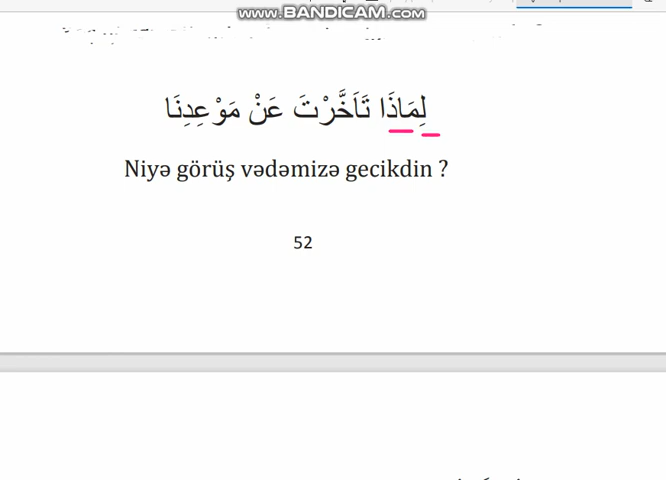 www.BANDICAM.com
لِمَاذَا تَاَخَّرْتَ عَنْ مَوْعِدِنَا
Niyə görüş vədəmizə gecikdin ?
52